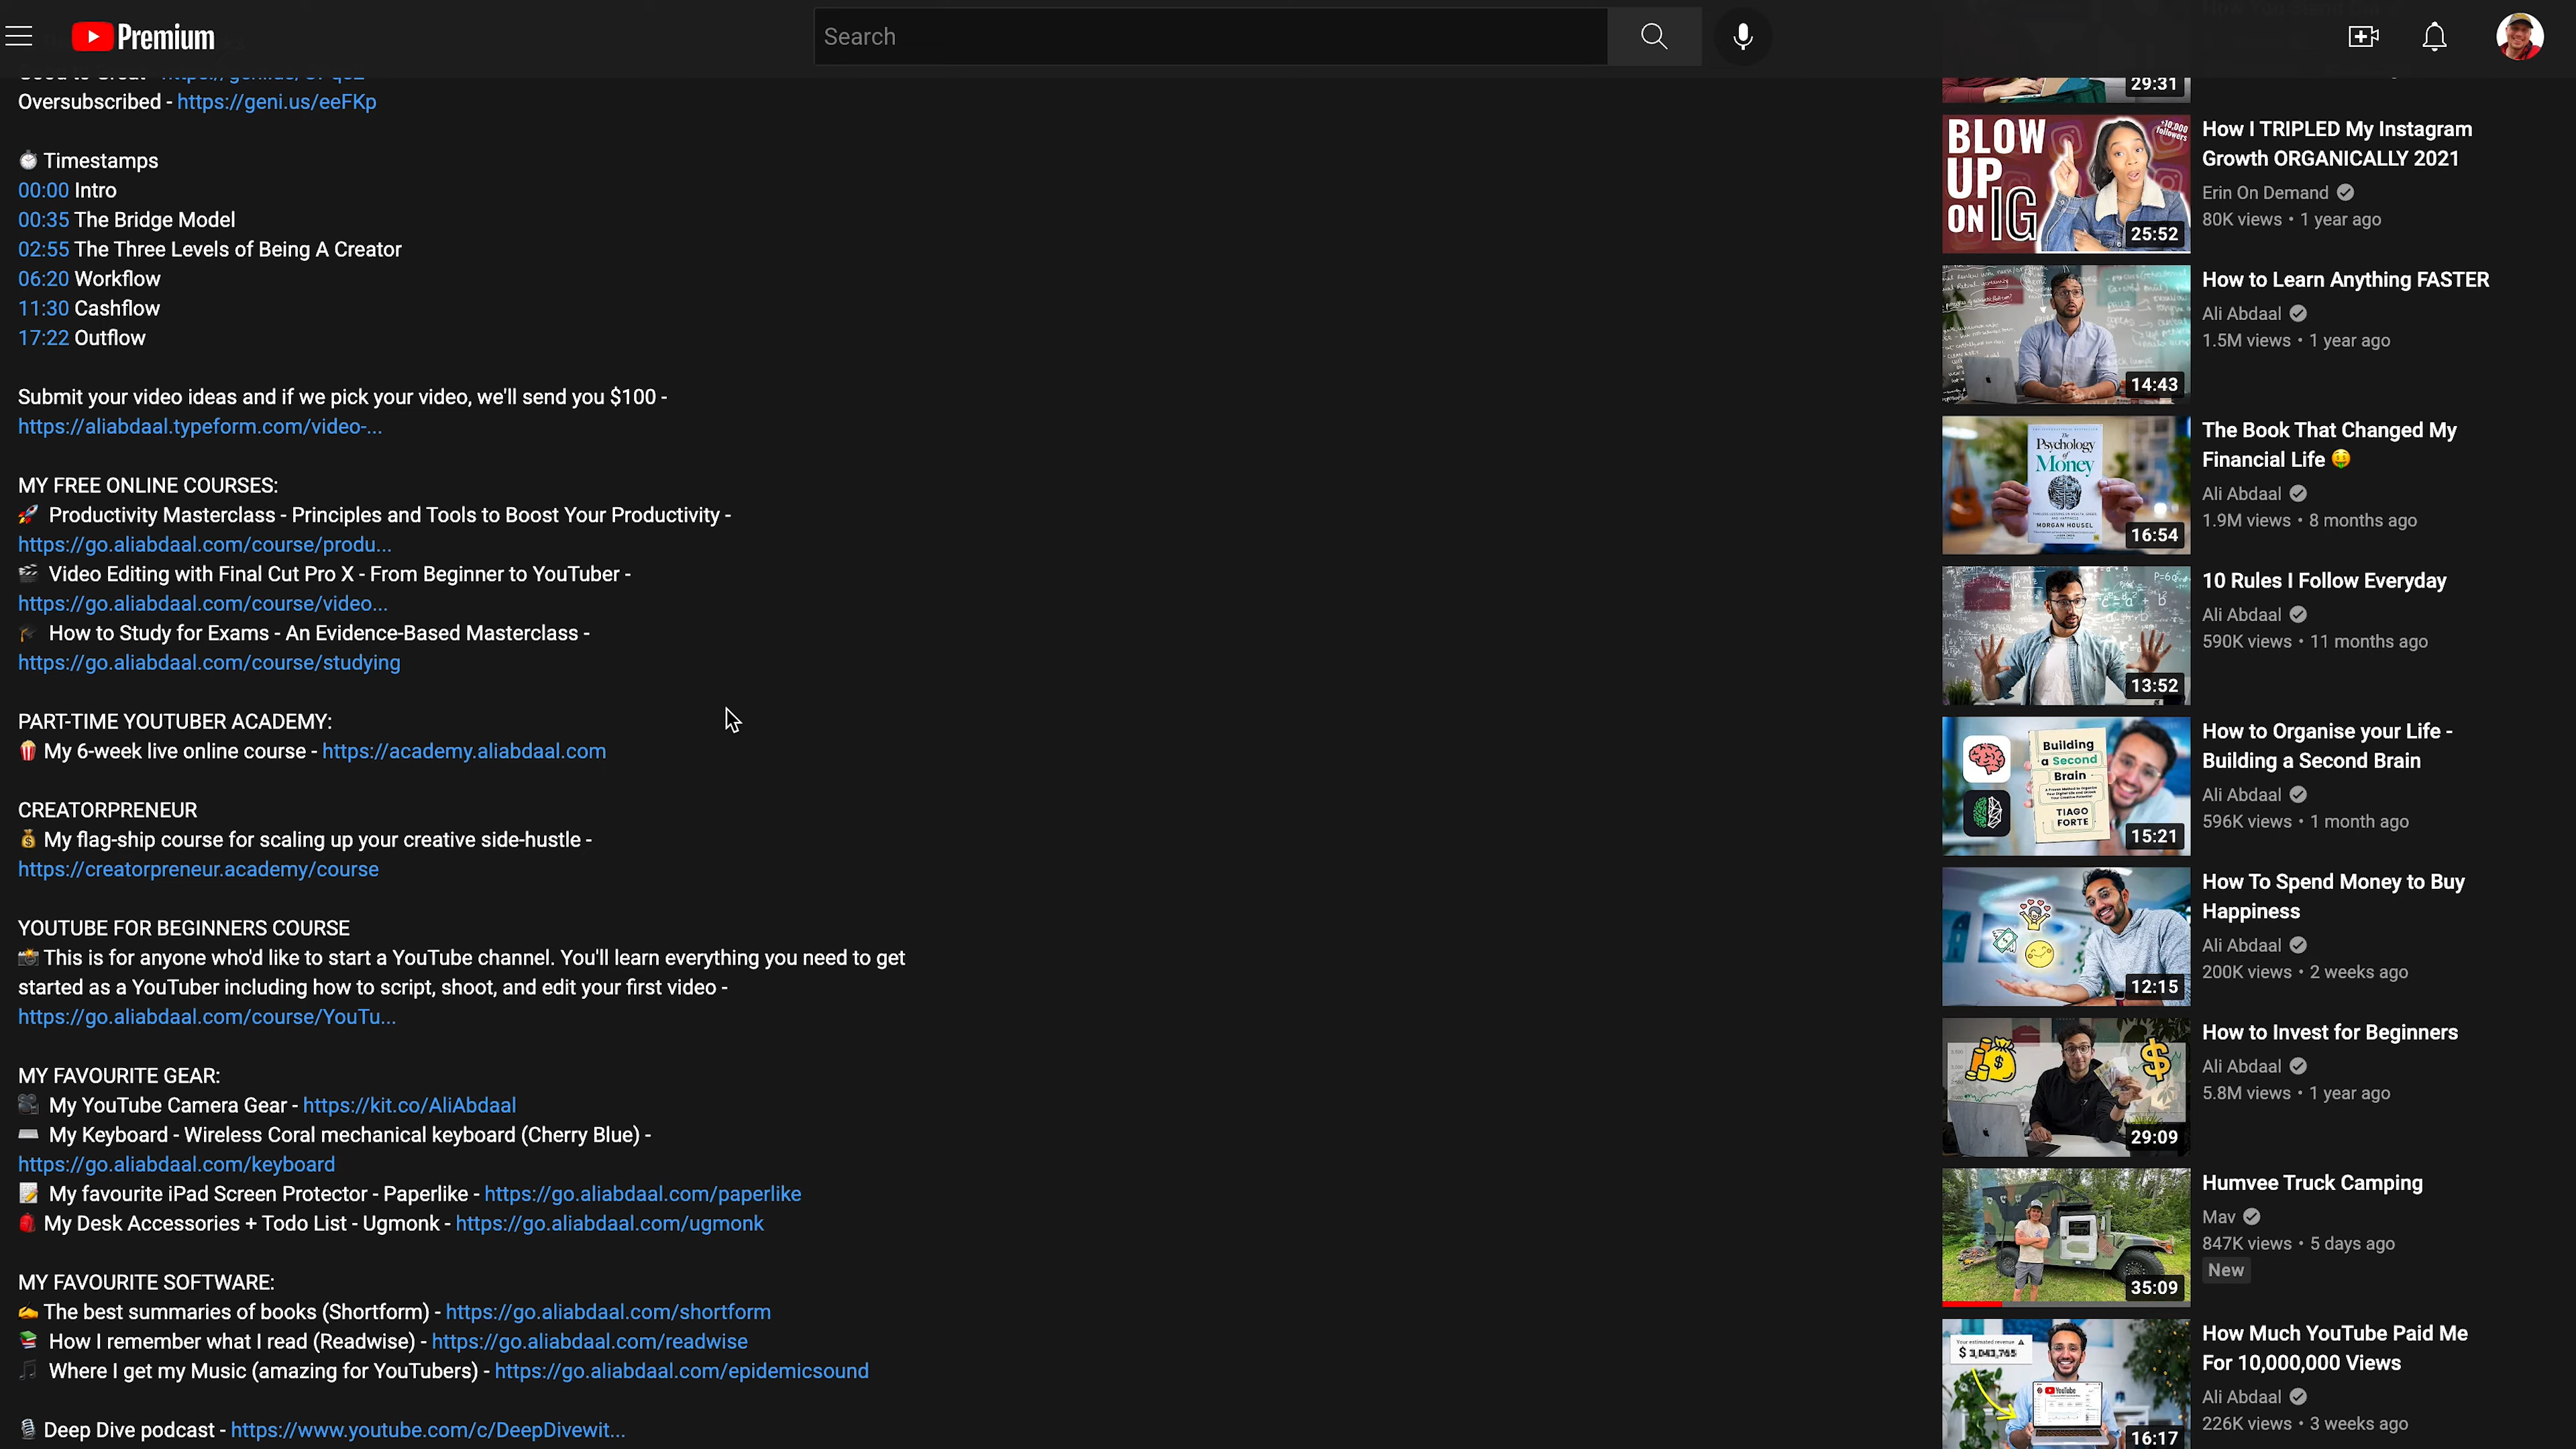 Premium
Search
Oversubscribed - https://geni.us/eeFKp
Timestamps
00:00 Intro
00:35 The Bridge Model
02:55 The Three Levels of Being A Creator
06:20 Workflow
11:30 Cashflow
17:22 Outflow
Submit your video ideas and if we pick your video, we'll send you $100 -
https://aliabdaal.typeform.com/video-...
MY FREE ONLINE COURSES:
🚀 Productivity Masterclass - Principles and Tools to Boost Your Productivity -
https://go.aliabdaal.com/course/produ...
🎬 Video Editing with Final Cut Pro X - From Beginner to YouTuber -
https://go.aliabdaal.com/course/video...
🎓 How to Study for Exams - An Evidence-Based Masterclass -
https://go.aliabdaal.com/course/studying
PART-TIME YOUTUBER ACADEMY:
🍿 My 6-week live online course - https://academy.aliabdaal.com
CREATORPRENEUR
💰 My flag-ship course for scaling up your creative side-hustle -
https://creatorpreneur.academy/course
YOUTUBE FOR BEGINNERS COURSE
📸 This is for anyone who'd like to start a YouTube channel. You'll learn everything you need to get
started as a YouTuber including how to script, shoot, and edit your first video -
https://go.aliabdaal.com/course/YouTu...
MY FAVOURITE GEAR:
🎥 My YouTube Camera Gear - https://kit.co/AliAbdaal
⌨️ My Keyboard - Wireless Coral mechanical keyboard (Cherry Blue) -
https://go.aliabdaal.com/keyboard
📝 My favourite iPad Screen Protector - Paperlike - https://go.aliabdaal.com/paperlike
🎒 My Desk Accessories + Todo List - Ugmonk - https://go.aliabdaal.com/ugmonk
MY FAVOURITE SOFTWARE:
✍️ The best summaries of books (Shortform) - https://go.aliabdaal.com/shortform
📚 How I remember what I read (Readwise) - https://go.aliabdaal.com/readwise
🎵 Where I get my Music (amazing for YouTubers) - https://go.aliabdaal.com/epidemicsound
🎙 Deep Dive podcast - https://www.youtube.com/c/DeepDivewit...
29:31
BLOW
UP
ON IG
+10,000
followers
25:52
How I TRIPLED My Instagram
Growth ORGANICALLY 2021
Erin On Demand
80K views • 1 year ago
14:43
How to Learn Anything FASTER
Ali Abdaal
1.5M views • 1 year ago
The
Psychology
of
Money
MORGAN HOUSEL
16:54
The Book That Changed My
Financial Life 🤑
Ali Abdaal
1.9M views • 8 months ago
13:52
10 Rules I Follow Everyday
Ali Abdaal
590K views • 11 months ago
Building
a Second
Brain
TIAGO
FORTE
15:21
How to Organise your Life -
Building a Second Brain
Ali Abdaal
596K views • 1 month ago
12:15
How To Spend Money to Buy
Happiness
Ali Abdaal
200K views • 2 weeks ago
29:09
How to Invest for Beginners
Ali Abdaal
5.8M views • 1 year ago
35:09
Humvee Truck Camping
Mav
847K views • 5 days ago
New
Your estimated revenue
$ 3,043,765
YouTube
16:17
How Much YouTube Paid Me
For 10,000,000 Views
Ali Abdaal
226K views • 3 weeks ago